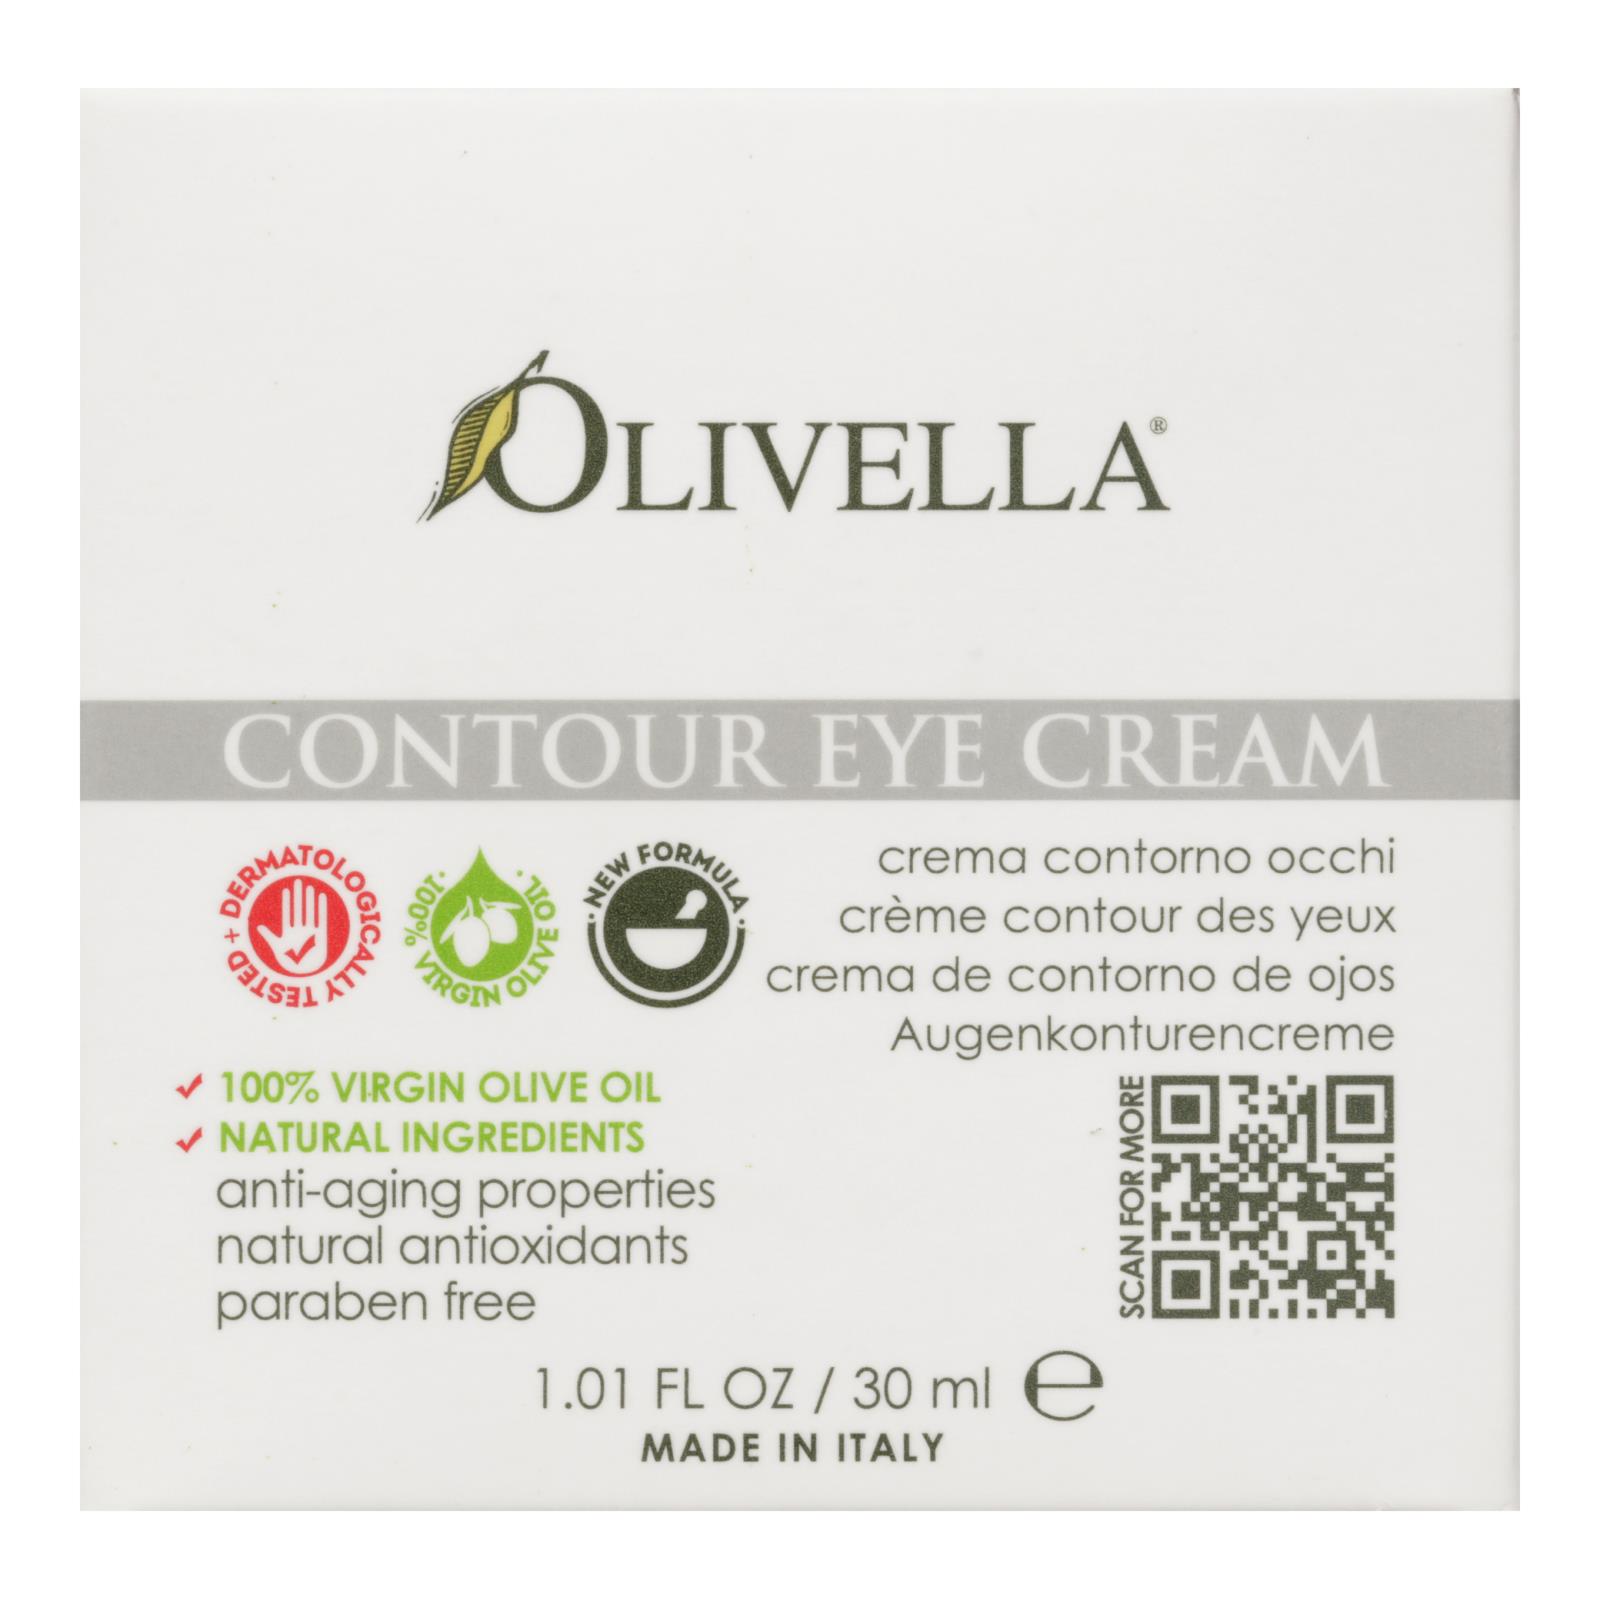 OLIVELLA®
CONTOUR EYE CREAM
DERMATOLOGICALLY TESTED +
· 100% VIRGIN OLIVE OIL ·
· NEW FORMULA ·
crema contorno occhi
crème contour des yeux
crema de contorno de ojos
Augenkonturencreme
100% VIRGIN OLIVE OIL
NATURAL INGREDIENTS
anti-aging properties
natural antioxidants
paraben free
SCAN FOR MORE
1.01 FL OZ / 30 ml ℮
MADE IN ITALY